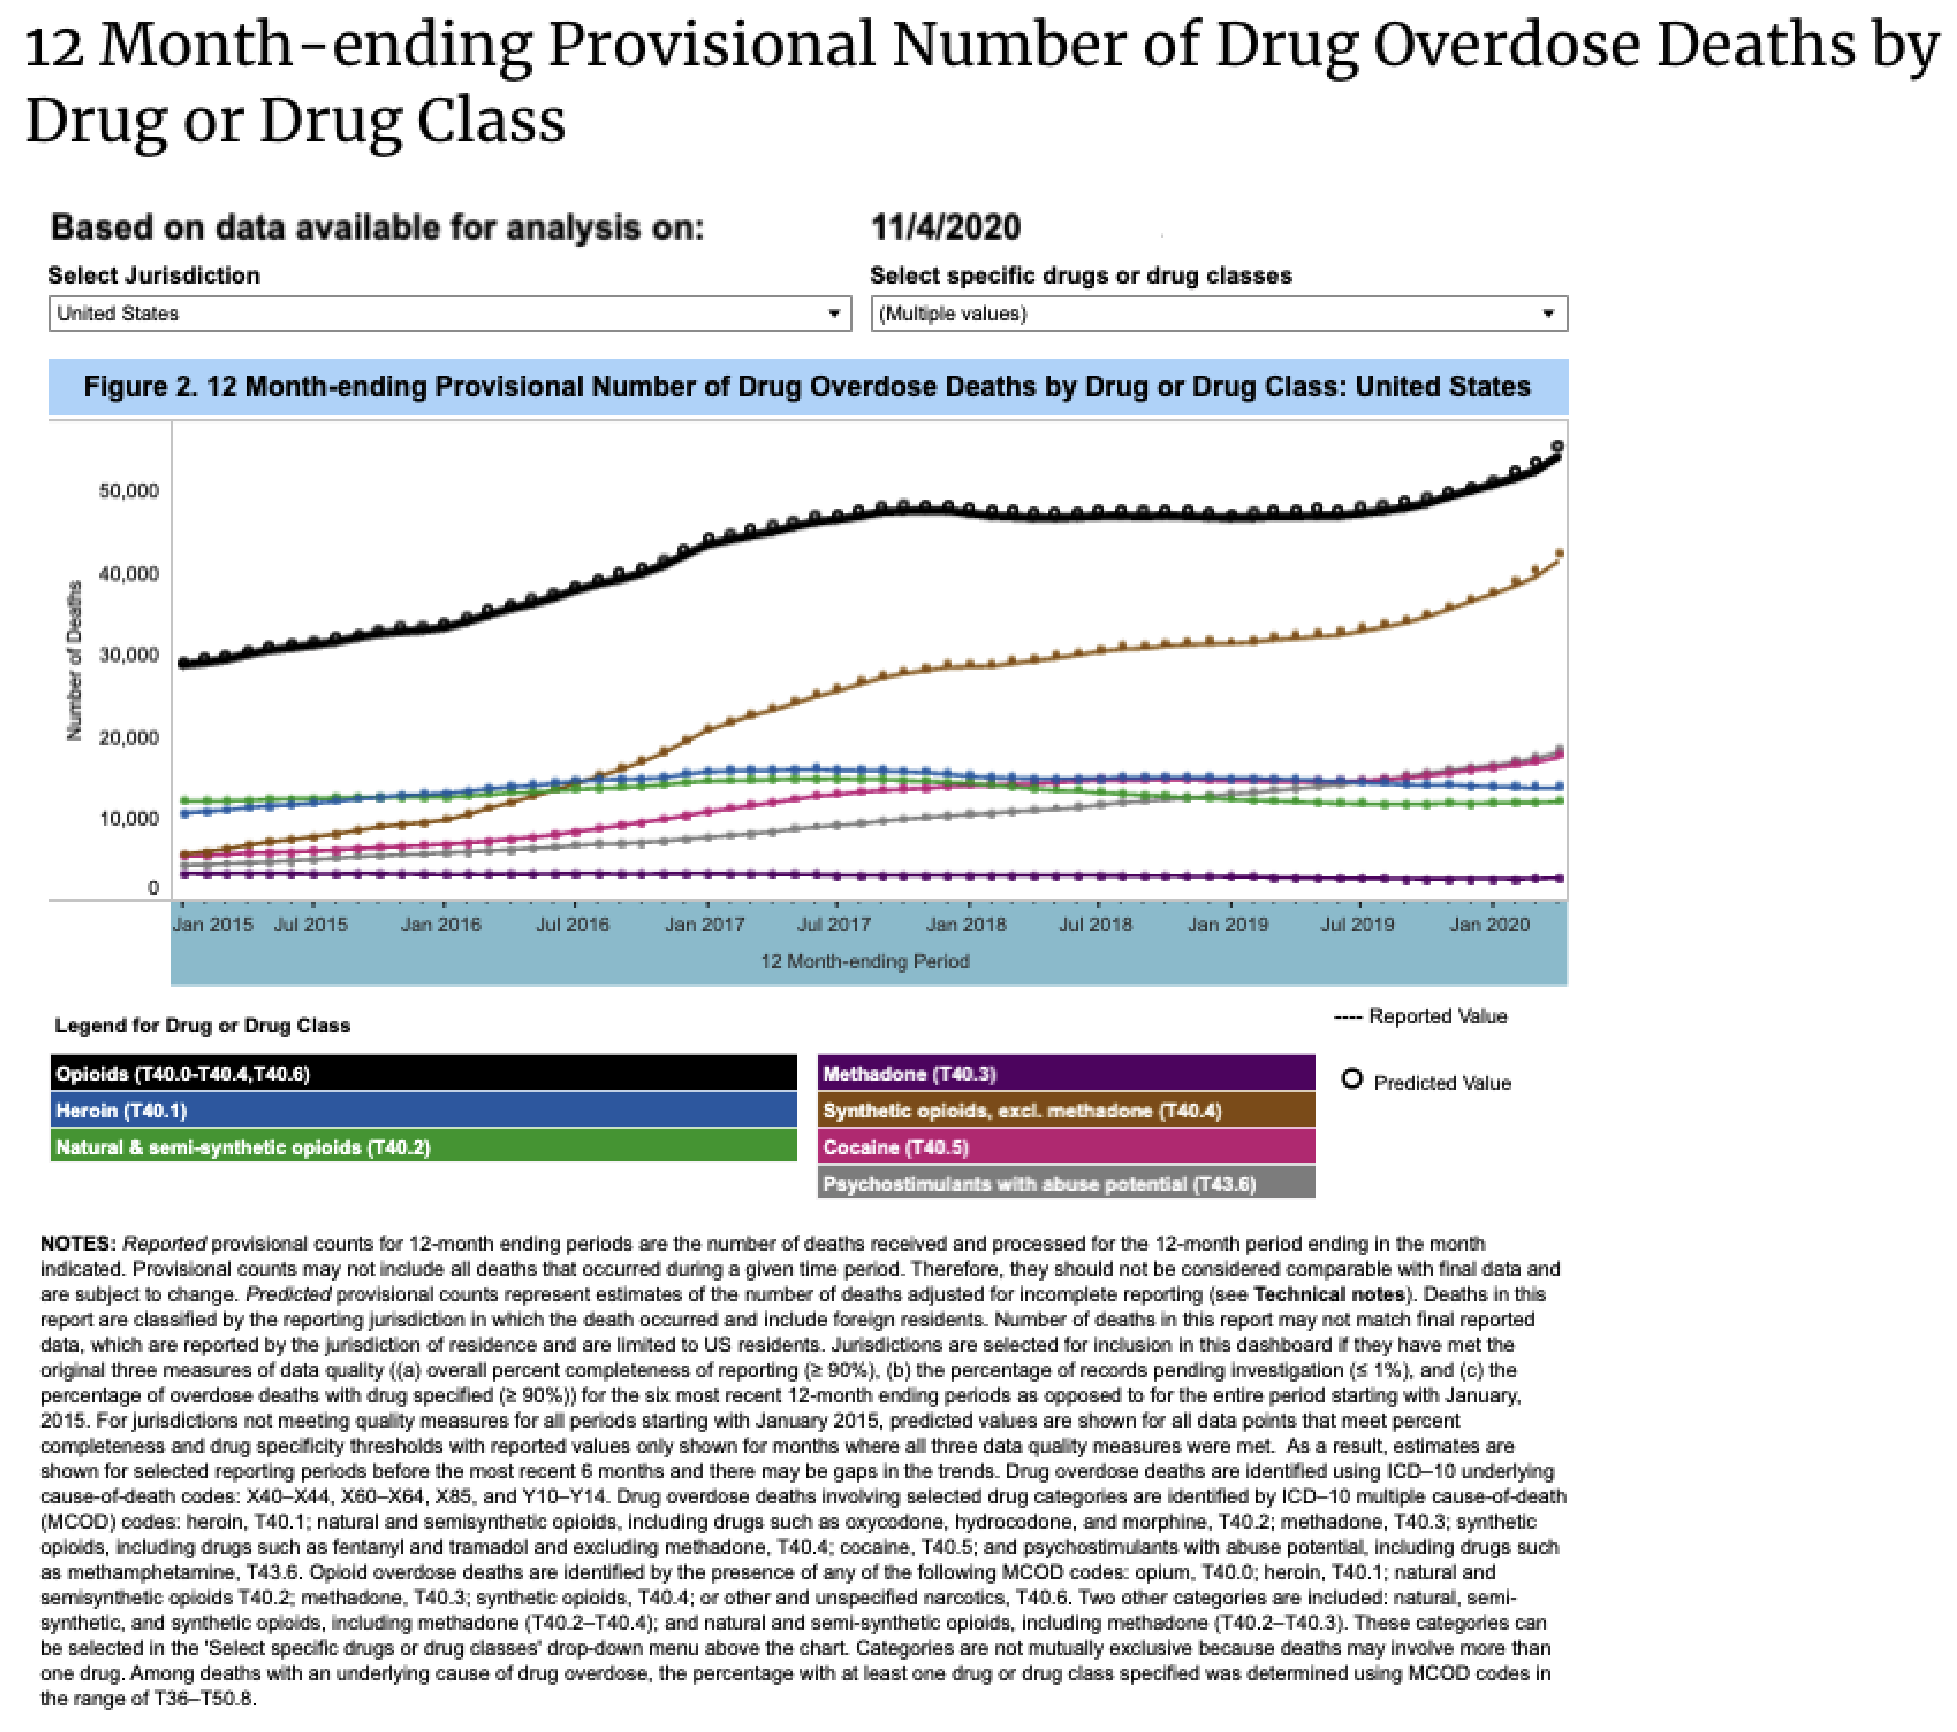 12 Month-ending Provisional Number of Drug Overdose Deaths by
Drug or Drug Class
Based on data available for analysis on: 11/4/2020
Select Jurisdiction Select specific drugs or drug classes
United States (Multiple values)
Figure 2. 12 Month-ending Provisional Number of Drug Overdose Deaths by Drug or Drug Class: United States
Number of Deaths
50,000
40,000
30,000
20,000
10,000
0
Jan 2015 Jul 2015 Jan 2016 Jul 2016 Jan 2017 Jul 2017 Jan 2018 Jul 2018 Jan 2019 Jul 2019 Jan 2020
12 Month-ending Period
Legend for Drug or Drug Class
Opioids (T40.0-T40.4,T40.6)
Heroin (T40.1)
Natural & semi-synthetic opioids (T40.2)
Methadone (T40.3)
Synthetic opioids, excl. methadone (T40.4)
Cocaine (T40.5)
Psychostimulants with abuse potential (T43.6)
---- Reported Value
Predicted Value
NOTES: Reported provisional counts for 12-month ending periods are the number of deaths received and processed for the 12-month period ending in the month
indicated. Provisional counts may not include all deaths that occurred during a given time period. Therefore, they should not be considered comparable with final data and
are subject to change. Predicted provisional counts represent estimates of the number of deaths adjusted for incomplete reporting (see Technical notes). Deaths in this
report are classified by the reporting jurisdiction in which the death occurred and include foreign residents. Number of deaths in this report may not match final reported
data, which are reported by the jurisdiction of residence and are limited to US residents. Jurisdictions are selected for inclusion in this dashboard if they have met the
original three measures of data quality ((a) overall percent completeness of reporting (≥ 90%), (b) the percentage of records pending investigation (≤ 1%), and (c) the
percentage of overdose deaths with drug specified (≥ 90%)) for the six most recent 12-month ending periods as opposed to for the entire period starting with January,
2015. For jurisdictions not meeting quality measures for all periods starting with January 2015, predicted values are shown for all data points that meet percent
completeness and drug specificity thresholds with reported values only shown for months where all three data quality measures were met. As a result, estimates are
shown for selected reporting periods before the most recent 6 months and there may be gaps in the trends. Drug overdose deaths are identified using ICD–10 underlying
cause-of-death codes: X40–X44, X60–X64, X85, and Y10–Y14. Drug overdose deaths involving selected drug categories are identified by ICD–10 multiple cause-of-death
(MCOD) codes: heroin, T40.1; natural and semisynthetic opioids, including drugs such as oxycodone, hydrocodone, and morphine, T40.2; methadone, T40.3; synthetic
opioids, including drugs such as fentanyl and tramadol and excluding methadone, T40.4; cocaine, T40.5; and psychostimulants with abuse potential, including drugs such
as methamphetamine, T43.6. Opioid overdose deaths are identified by the presence of any of the following MCOD codes: opium, T40.0; heroin, T40.1; natural and
semisynthetic opioids T40.2; methadone, T40.3; synthetic opioids, T40.4; or other and unspecified narcotics, T40.6. Two other categories are included: natural, semi-
synthetic, and synthetic opioids, including methadone (T40.2–T40.4); and natural and semi-synthetic opioids, including methadone (T40.2–T40.3). These categories can
be selected in the 'Select specific drugs or drug classes' drop-down menu above the chart. Categories are not mutually exclusive because deaths may involve more than
one drug. Among deaths with an underlying cause of drug overdose, the percentage with at least one drug or drug class specified was determined using MCOD codes in
the range of T36–T50.8.